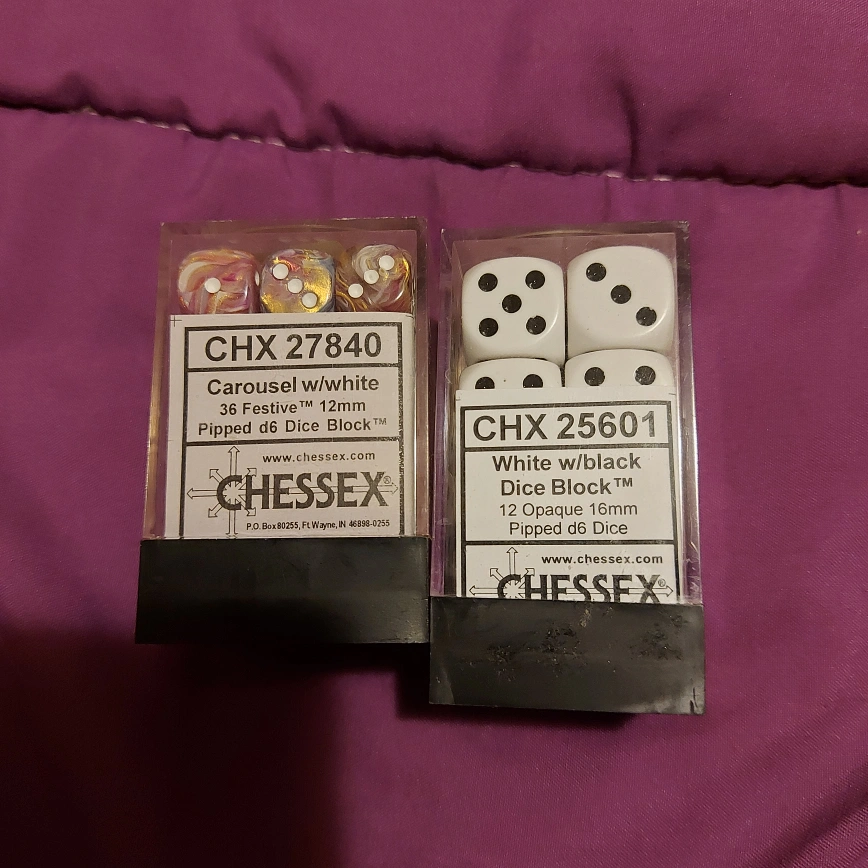 CHX 27840
Carousel w/white
36 Festive™ 12mm
Pipped d6 Dice Block™
www.chessex.com
CHESSEX®
P.O. Box 80255, Ft. Wayne, IN 46898-0255
CHX 25601
White w/black
Dice Block™
12 Opaque 16mm
Pipped d6 Dice
www.chessex.com
CHESSEX®